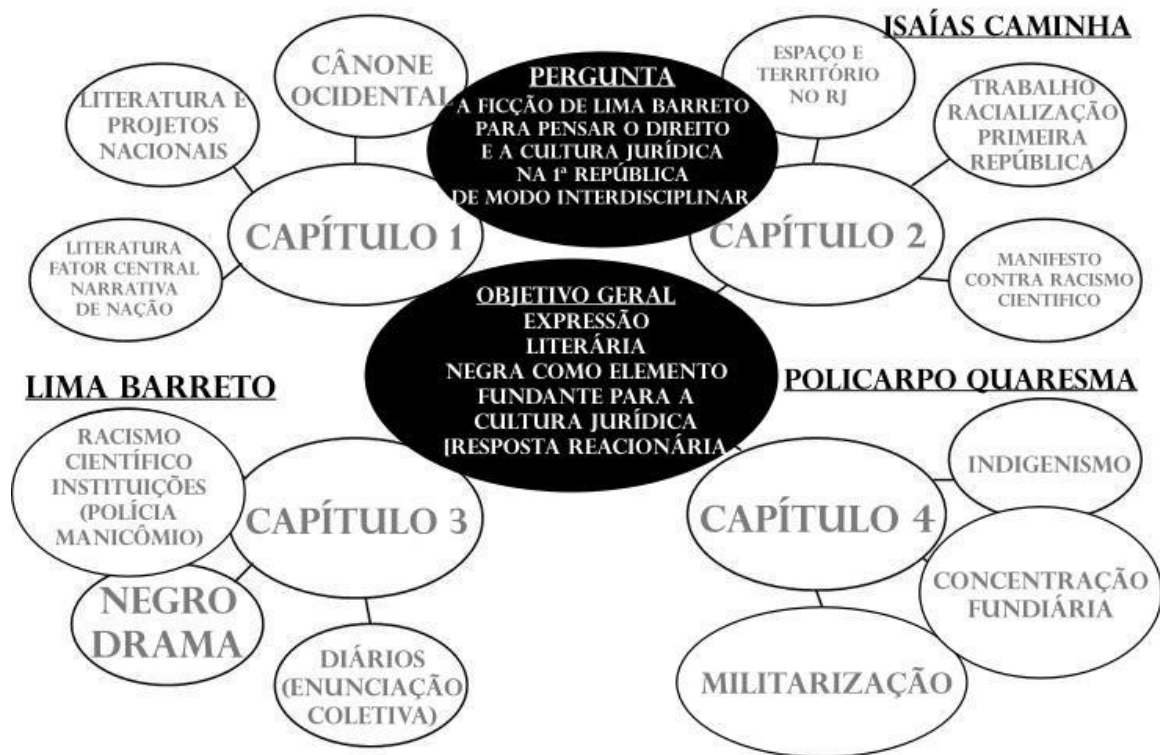 ISAÍAS CAMINHA
CÂNONE
OCIDENTAL
LITERATURA E
PROJETOS
NACIONAIS
LITERATURA
FATOR CENTRAL
NARRATIVA
DE NAÇÃO
CAPÍTULO 1
PERGUNTA
A FICÇÃO DE LIMA BARRETO
PARA PENSAR O DIREITO
E A CULTURA JURÍDICA
NA 1ª REPÚBLICA
DE MODO INTERDISCIPLINAR
ESPAÇO E
TERRITÓRIO
NO RJ
TRABALHO
RACIALIZAÇÃO
PRIMEIRA
REPÚBLICA
CAPÍTULO 2
MANIFESTO
CONTRA RACISMO
CIENTIFICO
OBJETIVO GERAL
EXPRESSÃO
LITERÁRIA
NEGRA COMO ELEMENTO
FUNDANTE PARA A
CULTURA JURÍDICA
[RESPOSTA REACIONÁRIA
LIMA BARRETO
RACISMO
CIENTÍFICO
INSTITUIÇÕES
(POLÍCIA
MANICÔMIO)
CAPÍTULO 3
NEGRO
DRAMA
DIÁRIOS
(ENUNCIAÇÃO
COLETIVA)
POLICARPO QUARESMA
INDIGENISMO
CAPÍTULO 4
CONCENTRAÇÃO
FUNDIÁRIA
MILITARIZAÇÃO